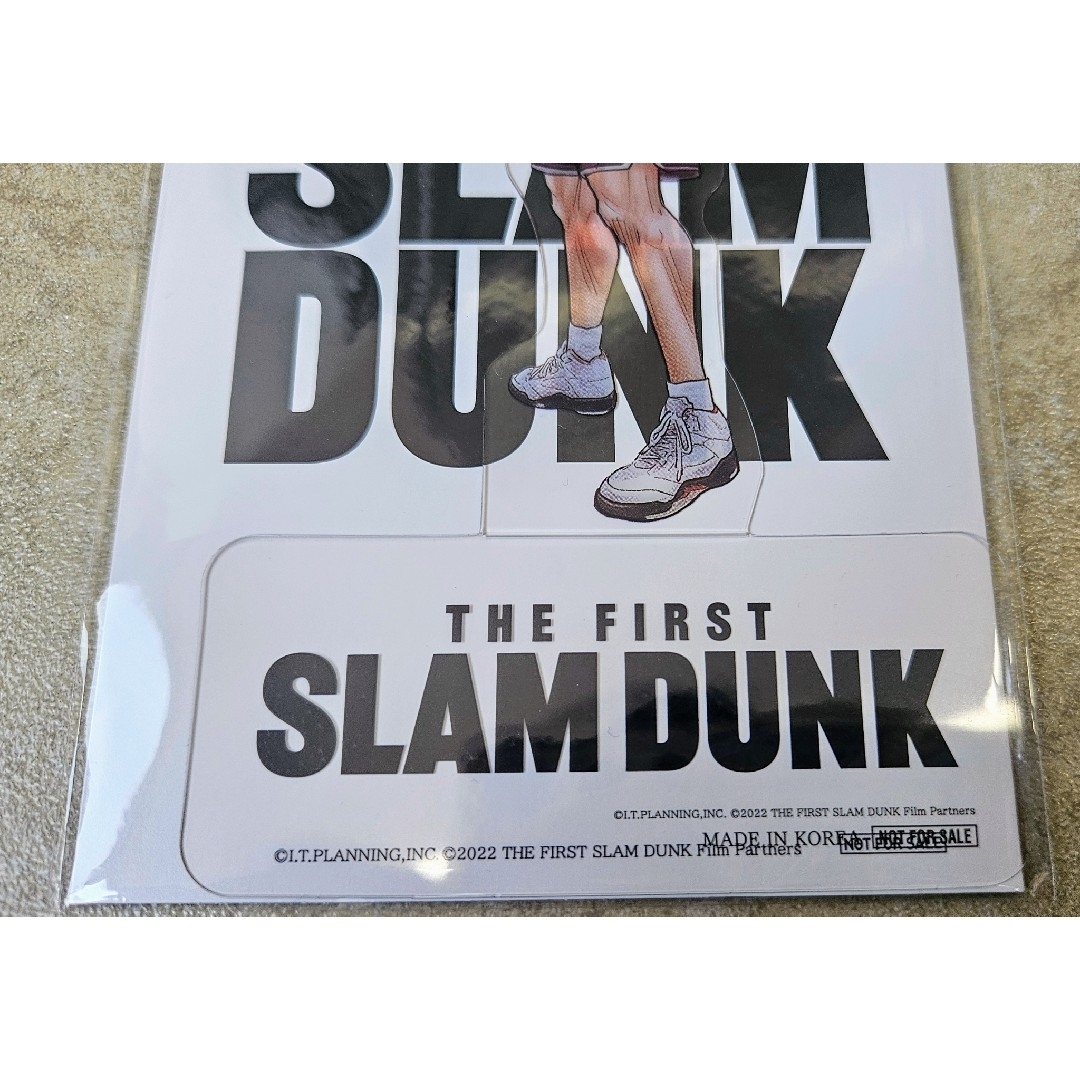 SLAM
DUNK
THE FIRST
SLAM DUNK
©I.T.PLANNING,INC. ©2022 THE FIRST SLAM DUNK Film Partners
MADE IN KOREA NOT FOR SALE
©I.T.PLANNING,INC. ©2022 THE FIRST SLAM DUNK Film Partners NOT FOR SALE